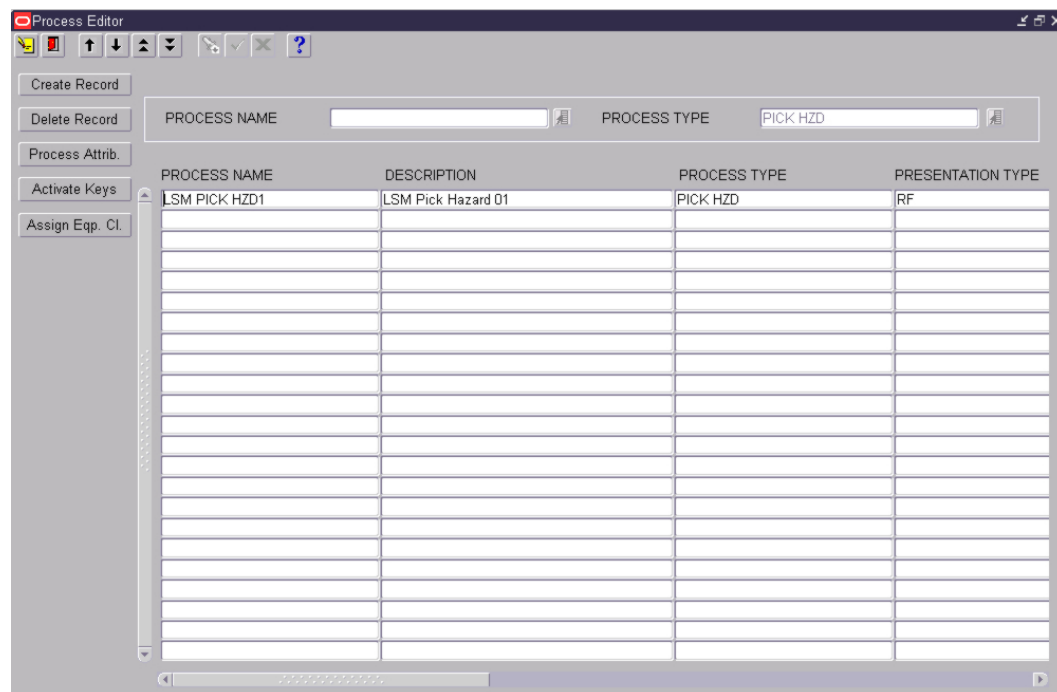 Process Editor
?
Create Record
Delete Record
PROCESS NAME
PROCESS TYPE
PICK HZD
Process Attrib.
Activate Keys
Assign Eqp. Cl.
PROCESS NAME DESCRIPTION PROCESS TYPE PRESENTATION TYPE
LSM PICK HZD1 LSM Pick Hazard 01 PICK HZD RF